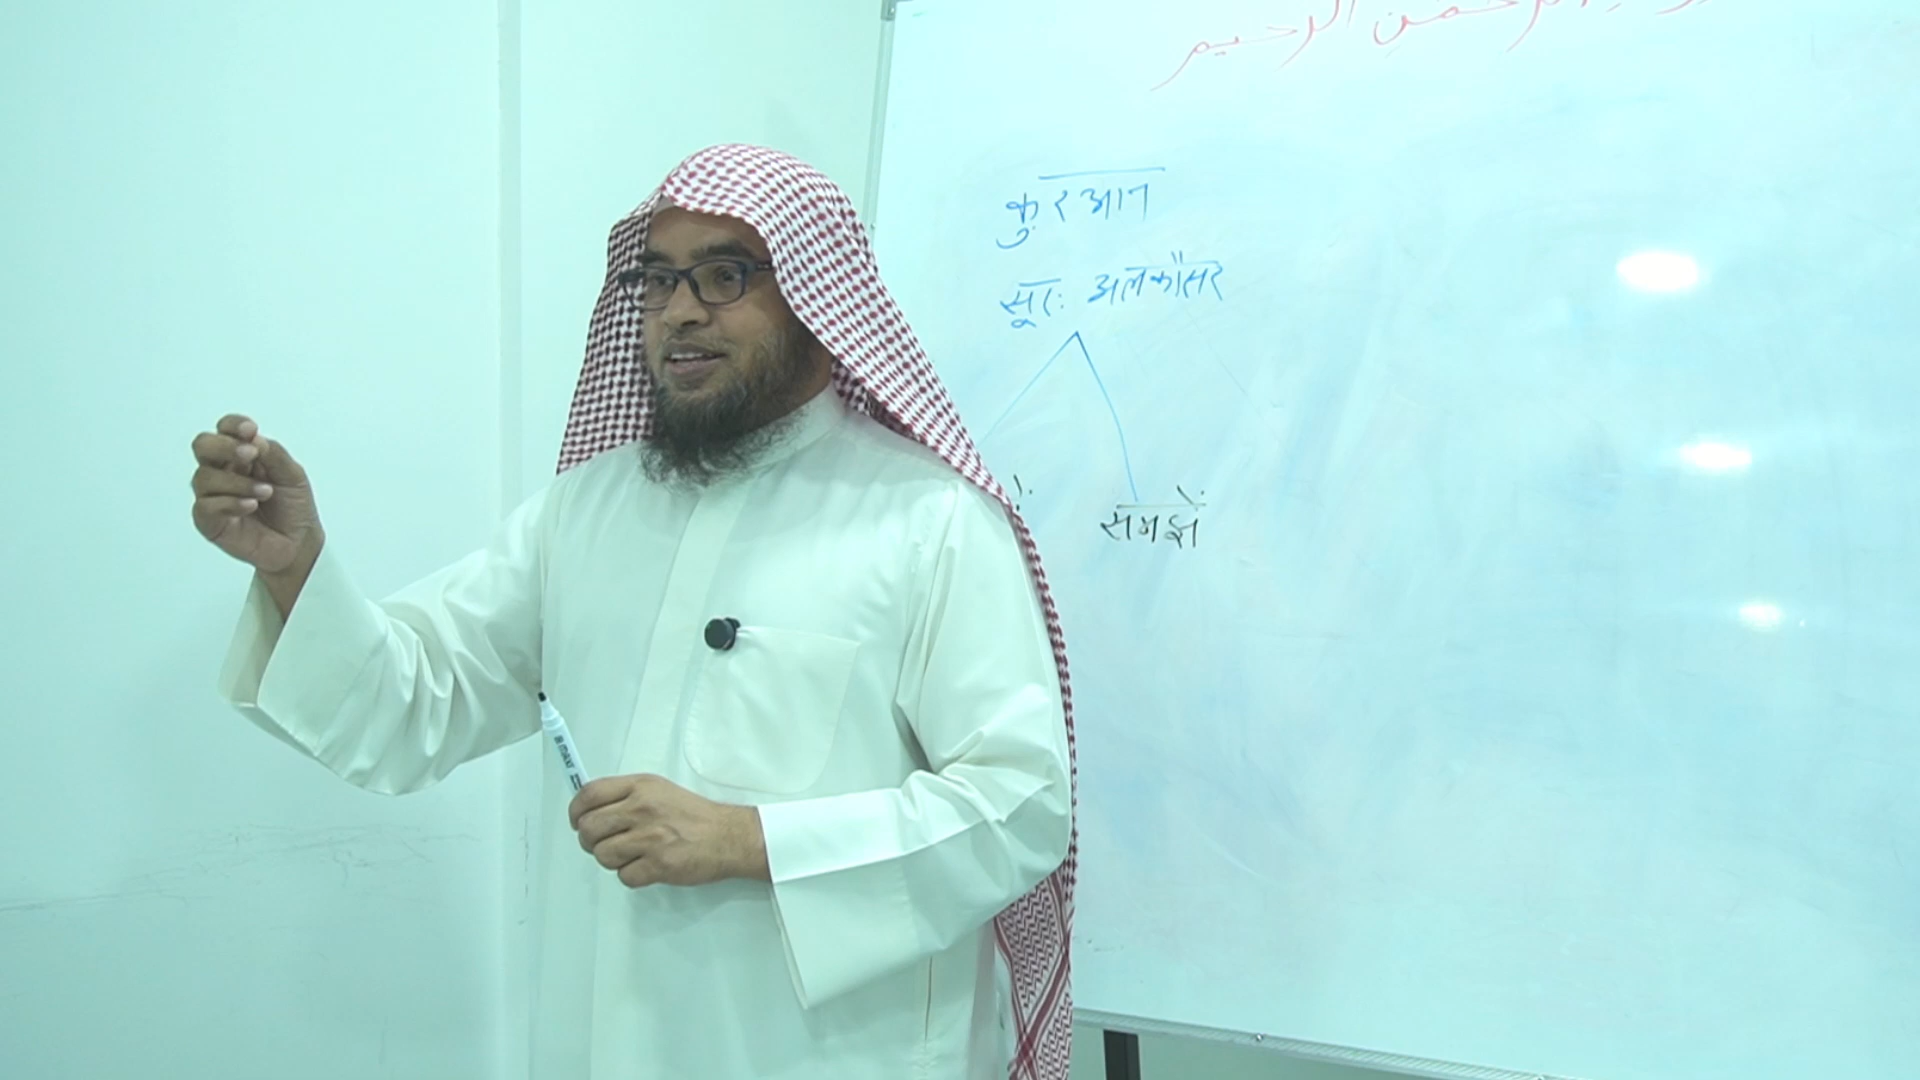 الرحمن الرحيم
क़ुरआन
सूरः अलकौसर
समझें